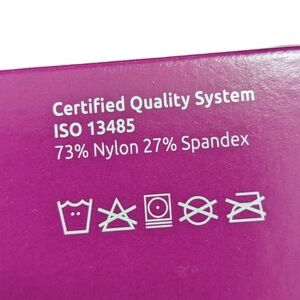 Certified Quality System
ISO 13485
73% Nylon 27% Spandex